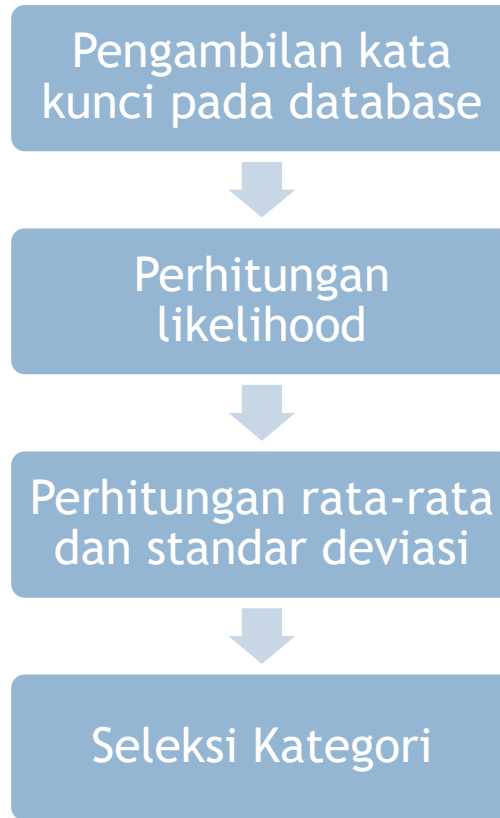 Pengambilan kata
kunci pada database
Perhitungan
likelihood
Perhitungan rata-rata
dan standar deviasi
Seleksi Kategori